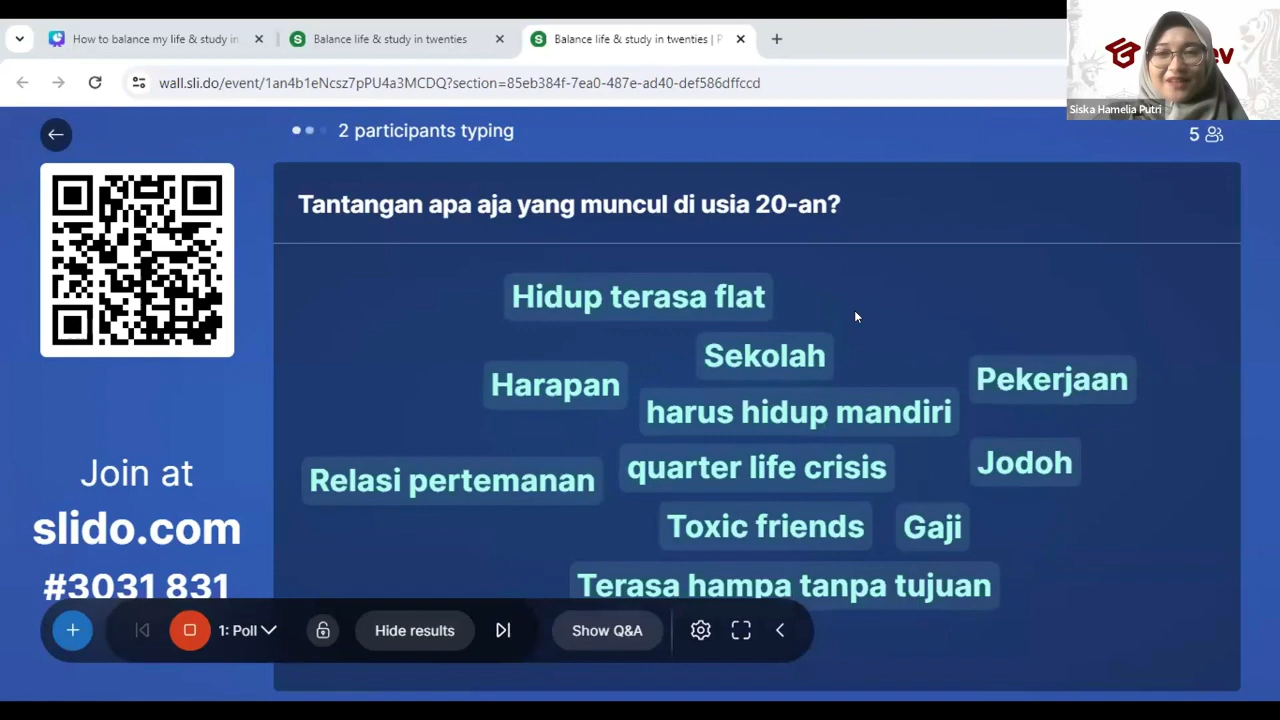 How to balance my life & study in
Balance life & study in twenties
Balance life & study in twenties | P
wall.sli.do/event/1an4b1eNcsz7pPU4a3MCDQ?section=85eb384f-7ea0-487e-ad40-def586dffccd
Siska Hamelia Putri
2 participants typing
5
Tantangan apa aja yang muncul di usia 20-an?
Hidup terasa flat
Sekolah
Harapan
Pekerjaan
harus hidup mandiri
Relasi pertemanan
quarter life crisis
Jodoh
Toxic friends
Gaji
Terasa hampa tanpa tujuan
Join at
slido.com
#3031 831
1: Poll
Hide results
Show Q&A